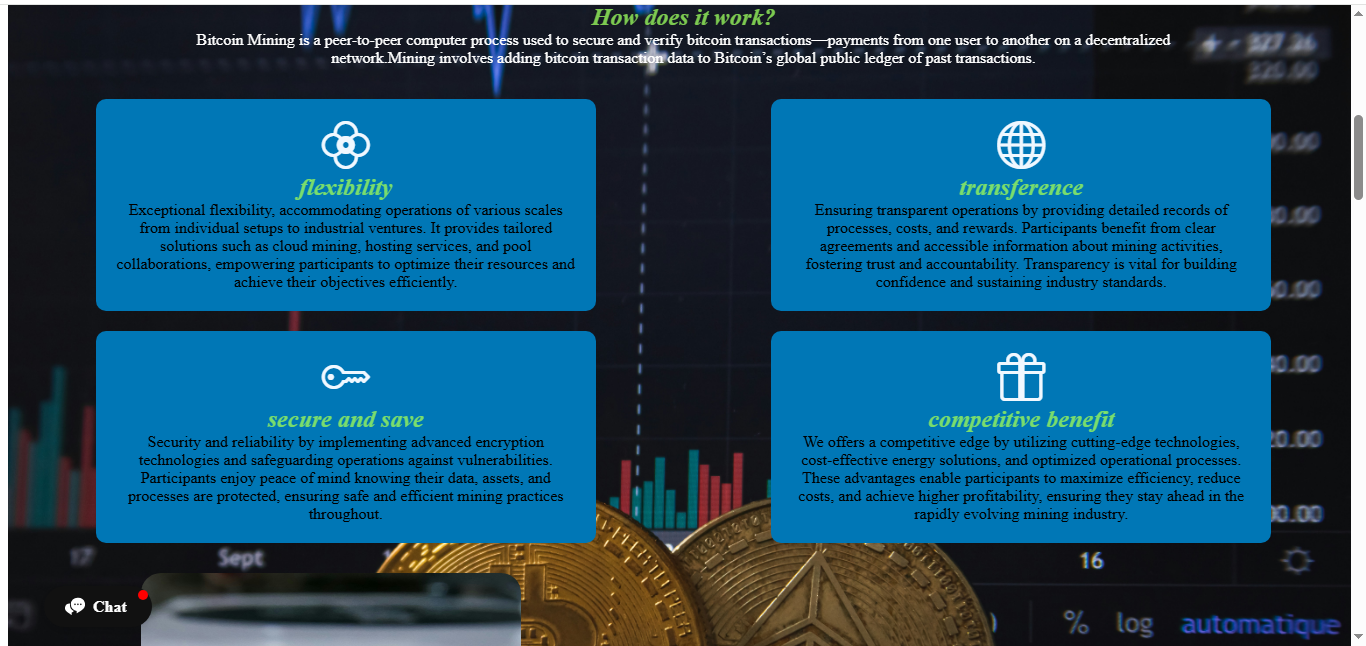 How does it work?
Bitcoin Mining is a peer-to-peer computer process used to secure and verify bitcoin transactions—payments from one user to another on a decentralized
network.Mining involves adding bitcoin transaction data to Bitcoin's global public ledger of past transactions.
flexibility
Exceptional flexibility, accommodating operations of various scales
from individual setups to industrial ventures. It provides tailored
solutions such as cloud mining, hosting services, and pool
collaborations, empowering participants to optimize their resources and
achieve their objectives efficiently.
transference
Ensuring transparent operations by providing detailed records of
processes, costs, and rewards. Participants benefit from clear
agreements and accessible information about mining activities,
fostering trust and accountability. Transparency is vital for building
confidence and sustaining industry standards.
secure and save
Security and reliability by implementing advanced encryption
technologies and safeguarding operations against vulnerabilities.
Participants enjoy peace of mind knowing their data, assets, and
processes are protected, ensuring safe and efficient mining practices
throughout.
competitive benefit
We offers a competitive edge by utilizing cutting-edge technologies,
cost-effective energy solutions, and optimized operational processes.
These advantages enable participants to maximize efficiency, reduce
costs, and achieve higher profitability, ensuring they stay ahead in the
rapidly evolving mining industry.
17
Sept
16
Chat
% log automatique